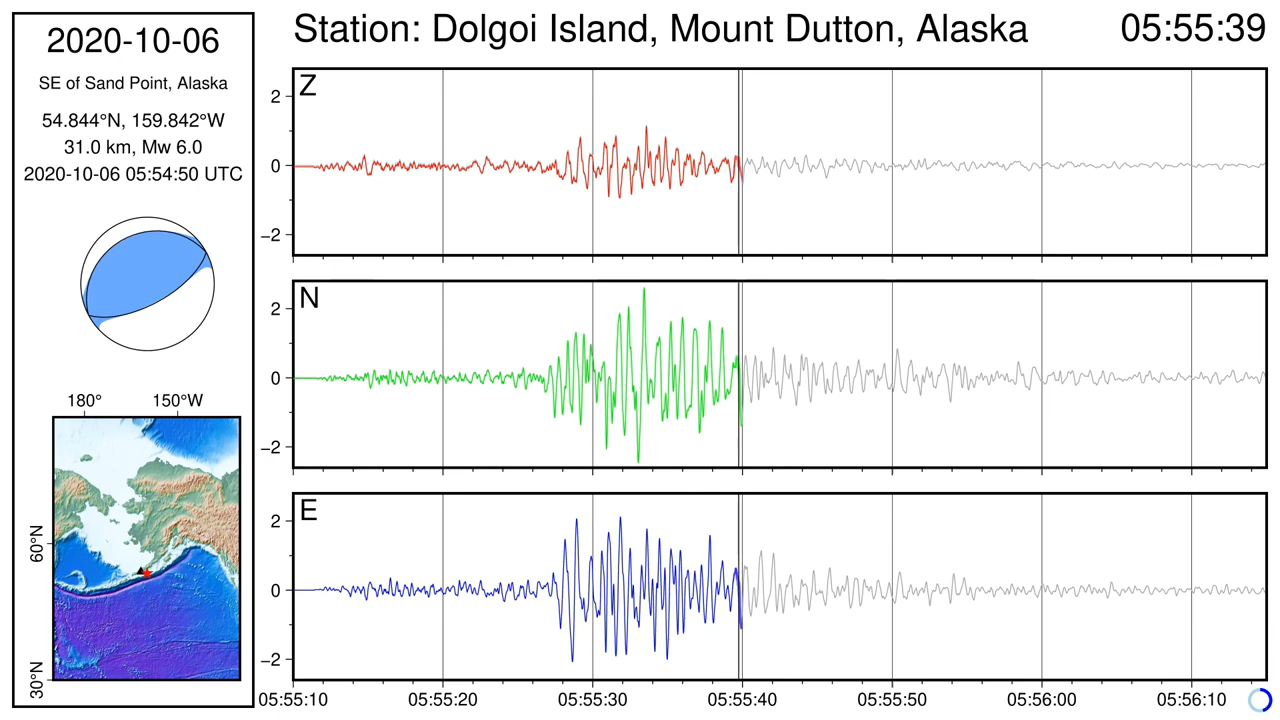 2020-10-06
SE of Sand Point, Alaska
54.844°N, 159.842°W
31.0 km, Mw 6.0
2020-10-06 05:54:50 UTC
180° 150°W
60°N
30°N
Station: Dolgoi Island, Mount Dutton, Alaska 05:55:39
Z
2
0
−2
N
2
0
−2
E
2
0
−2
05:55:10 05:55:20 05:55:30 05:55:40 05:55:50 05:56:00 05:56:10